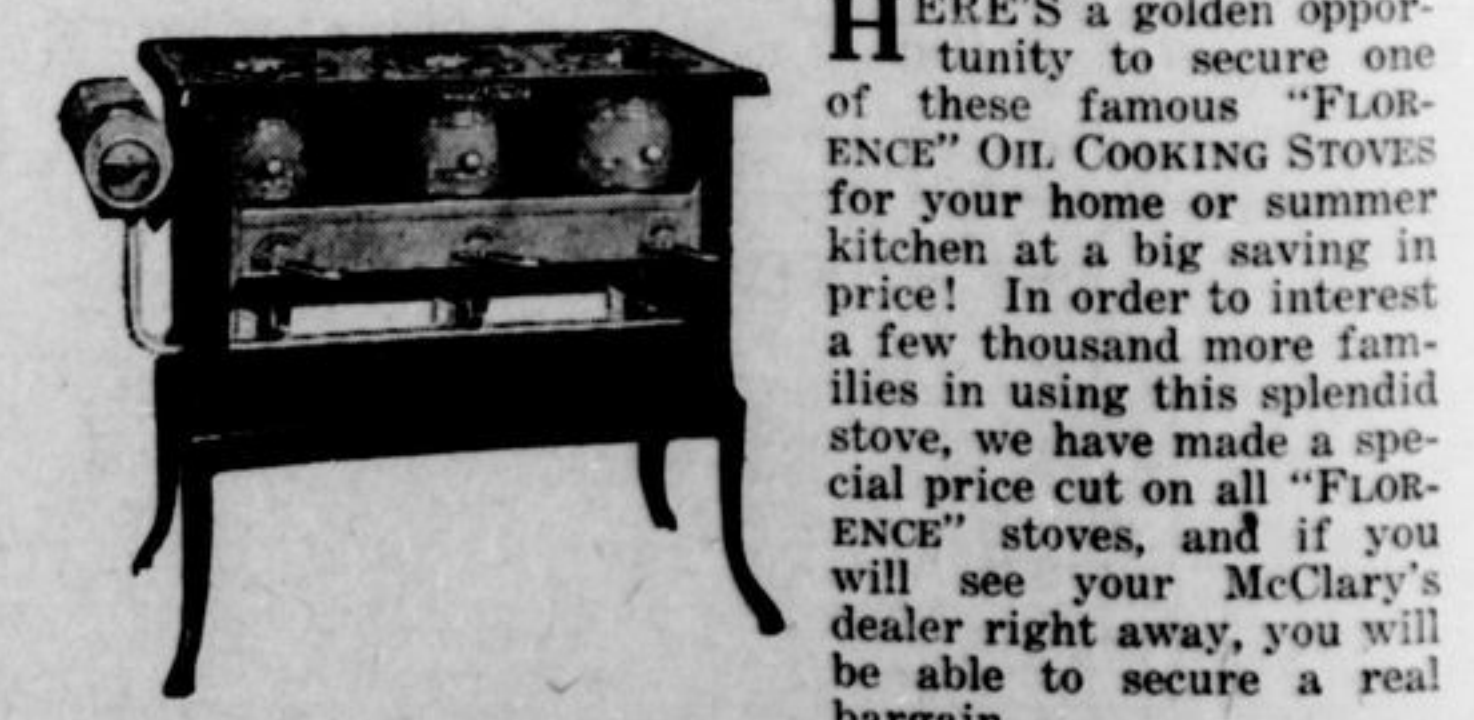 HERE'S a golden oppor-
tunity to secure one
of these famous "FLOR-
ENCE" OIL COOKING STOVES
for your home or summer
kitchen at a big saving in
price! In order to interest
a few thousand more fam-
ilies in using this splendid
stove, we have made a spe-
cial price cut on all "FLOR-
ENCE" stoves, and if you
will see your McClary's
dealer right away, you will
be able to secure a real
bargain